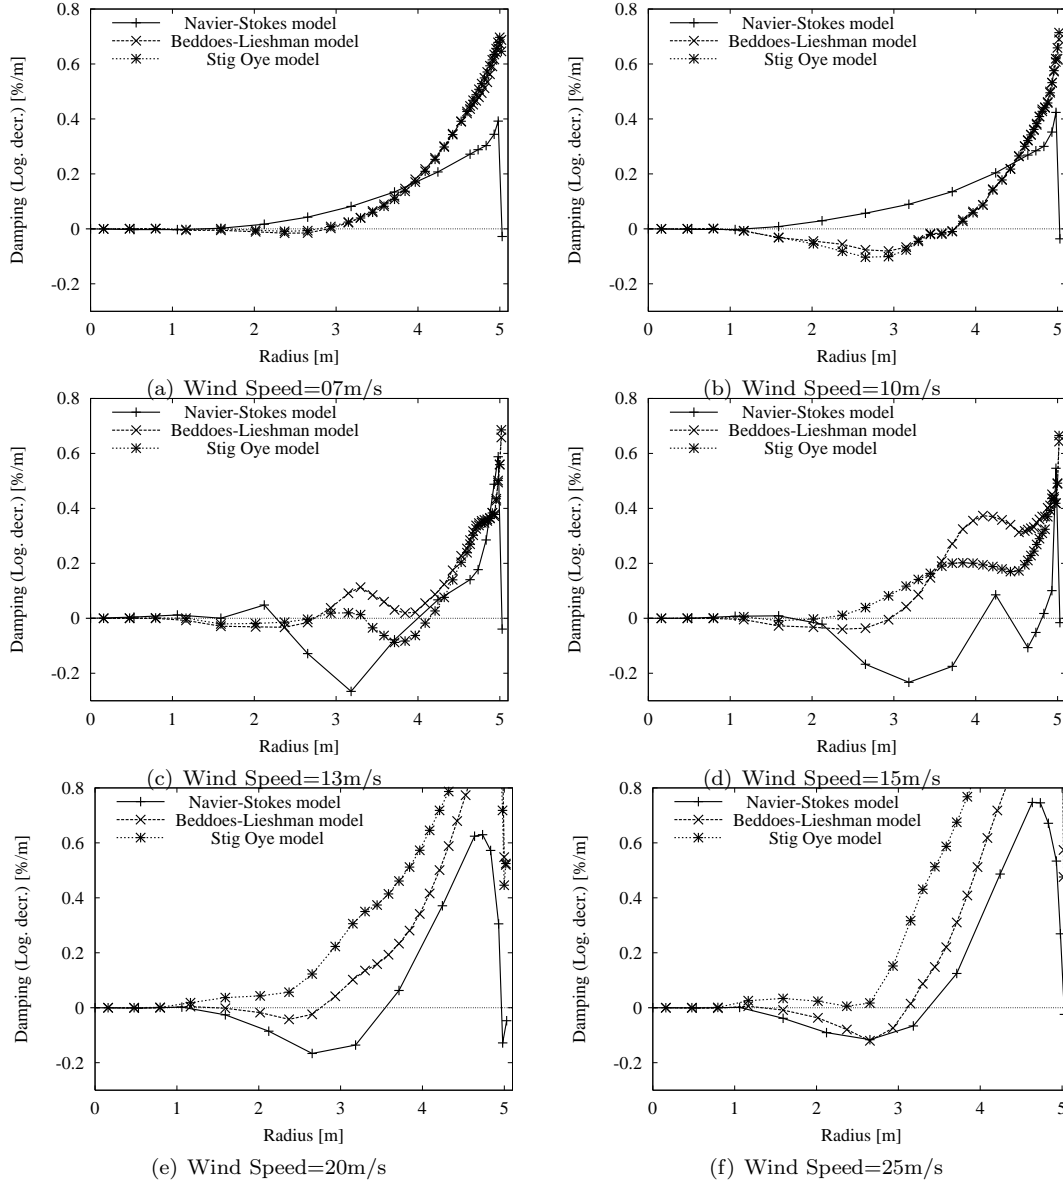 0.8
0.6
0.4
0.2
0
-0.2
Damping (Log. decr.) [%/m]
Navier-Stokes model
Beddoes-Lieshman model
Stig Oye model
0 1 2 3 4 5
Radius [m]
(a) Wind Speed=07m/s
0.8
0.6
0.4
0.2
0
-0.2
Damping (Log. decr.) [%/m]
Navier-Stokes model
Beddoes-Lieshman model
Stig Oye model
0 1 2 3 4 5
Radius [m]
(b) Wind Speed=10m/s
0.8
0.6
0.4
0.2
0
-0.2
Damping (Log. decr.) [%/m]
Navier-Stokes model
Beddoes-Lieshman model
Stig Oye model
0 1 2 3 4 5
Radius [m]
(c) Wind Speed=13m/s
0.8
0.6
0.4
0.2
0
-0.2
Damping (Log. decr.) [%/m]
Navier-Stokes model
Beddoes-Lieshman model
Stig Oye model
0 1 2 3 4 5
Radius [m]
(d) Wind Speed=15m/s
0.8
0.6
0.4
0.2
0
-0.2
Damping (Log. decr.) [%/m]
Navier-Stokes model
Beddoes-Lieshman model
Stig Oye model
0 1 2 3 4 5
Radius [m]
(e) Wind Speed=20m/s
0.8
0.6
0.4
0.2
0
-0.2
Damping (Log. decr.) [%/m]
Navier-Stokes model
Beddoes-Lieshman model
Stig Oye model
0 1 2 3 4 5
Radius [m]
(f) Wind Speed=25m/s